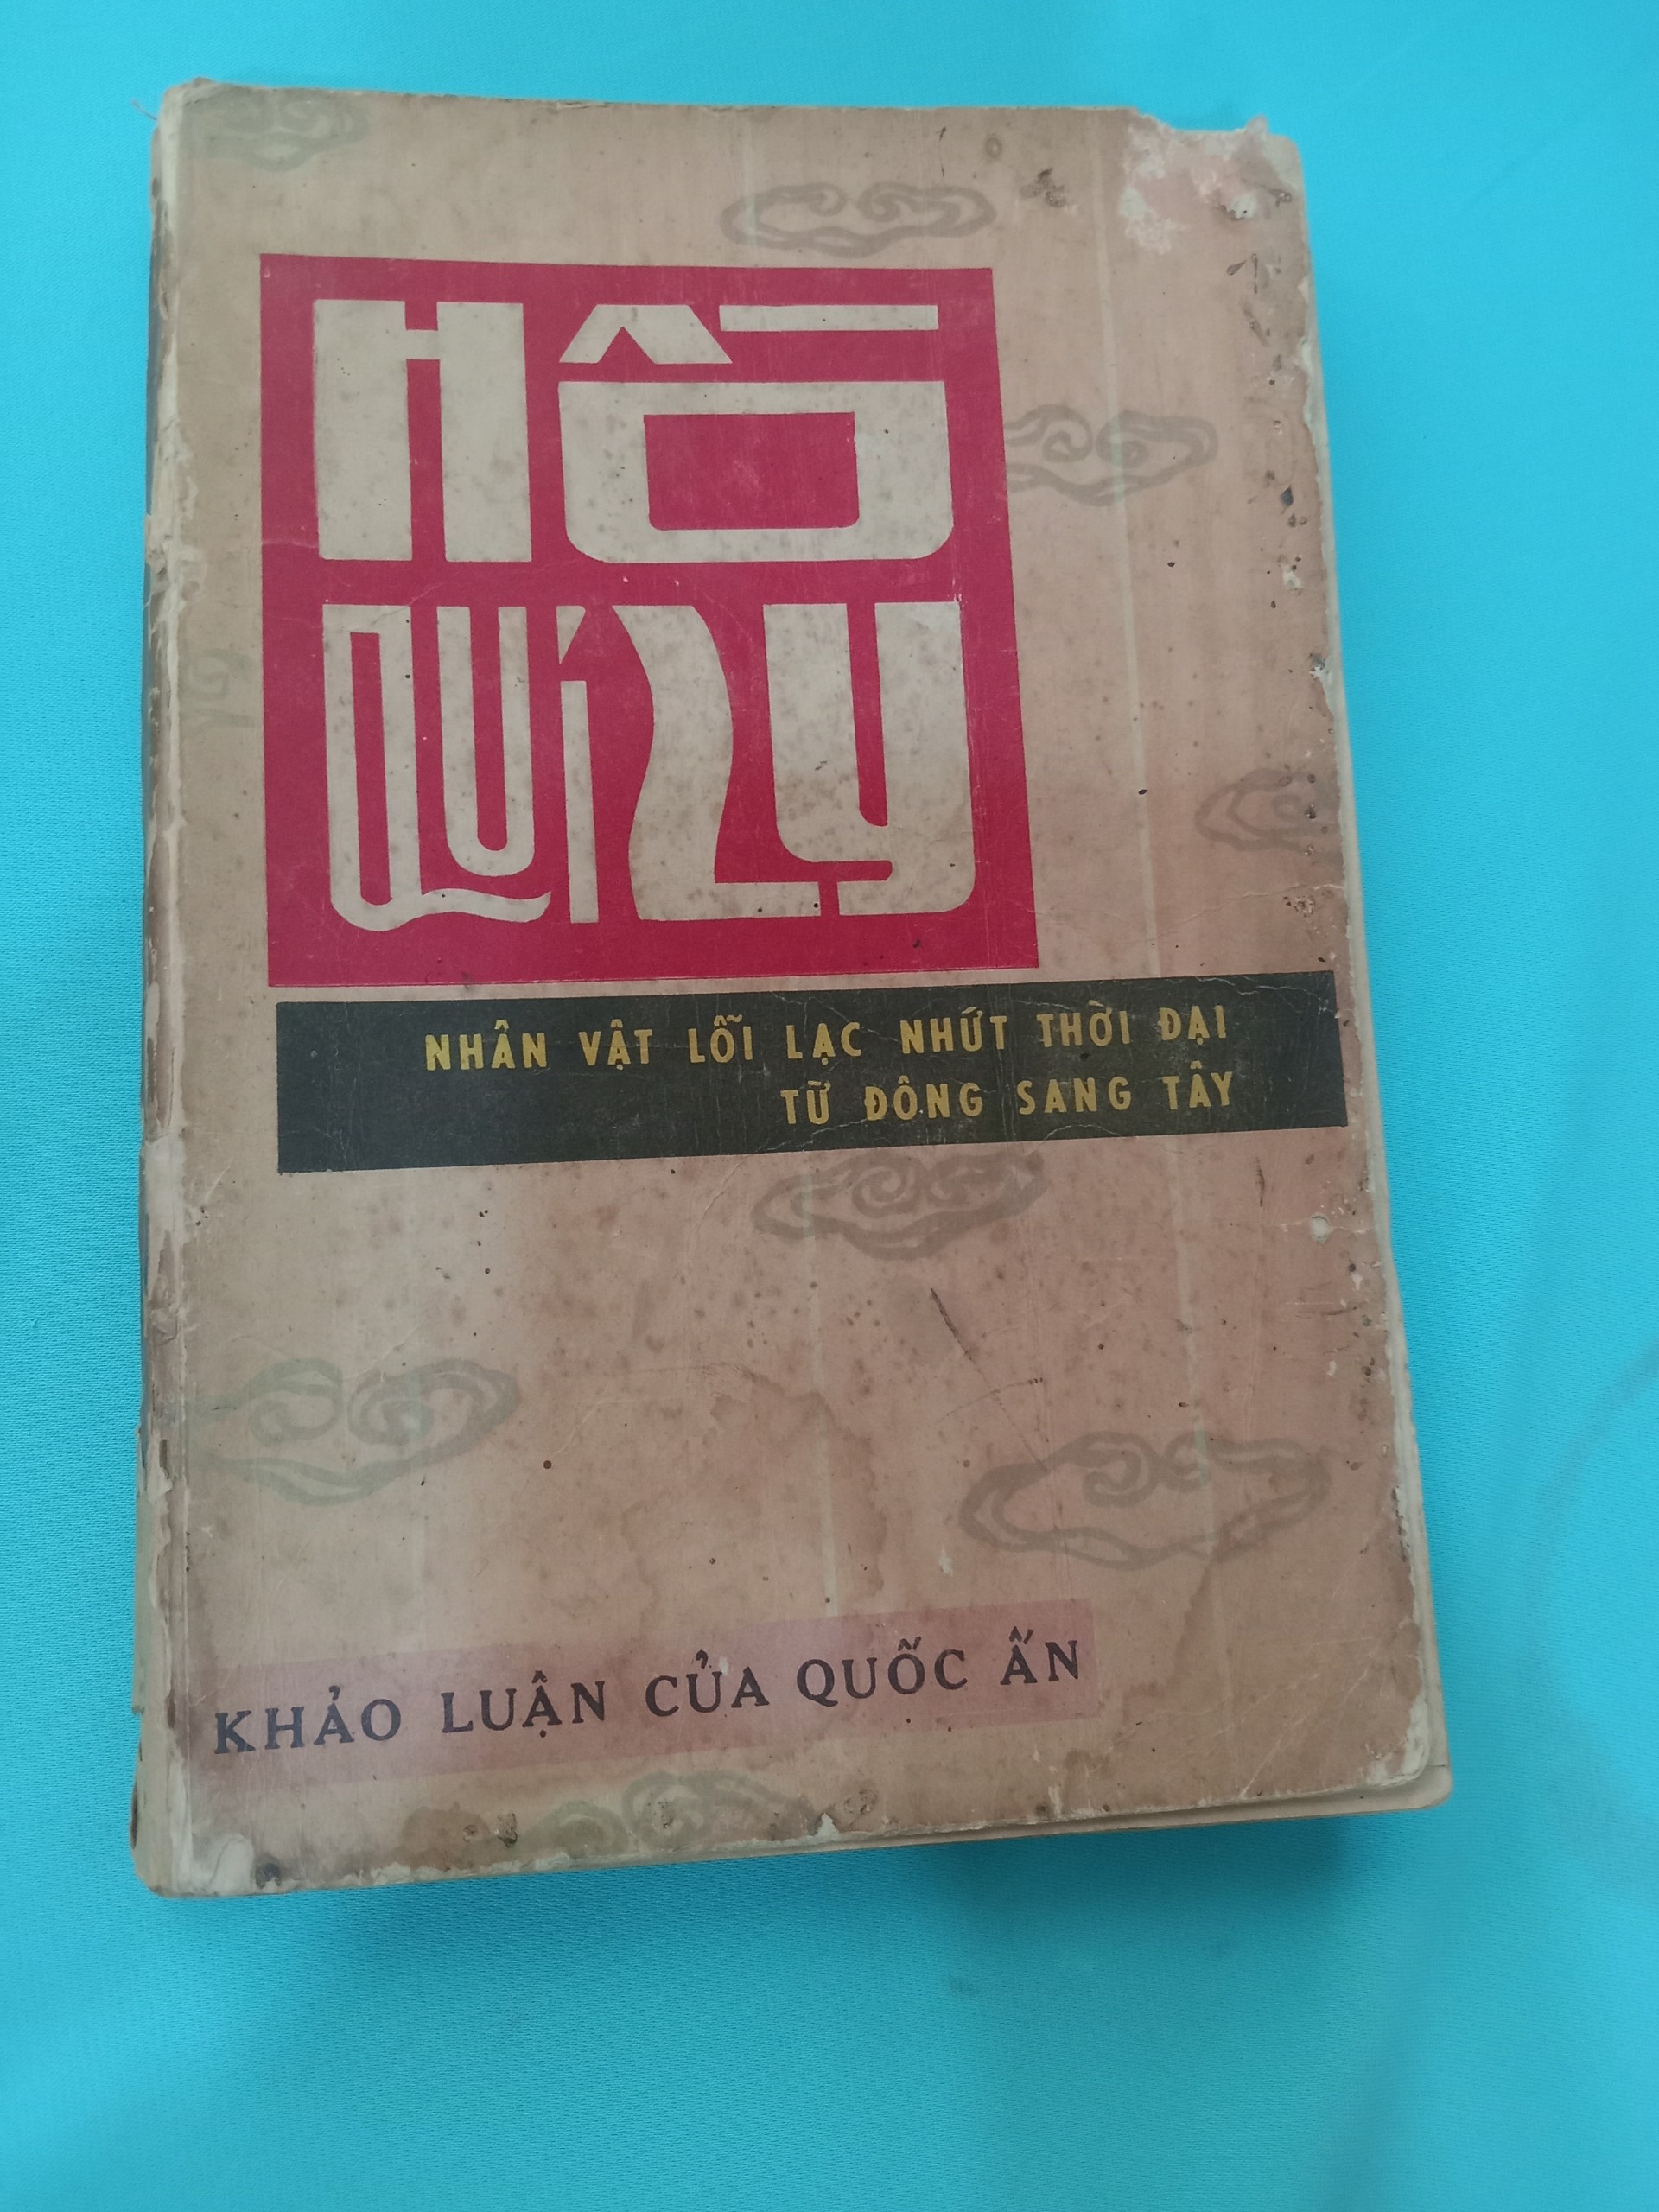 HỒ
QUÍ LY
NHÂN VẬT LỖI LẠC NHỨT THỜI ĐẠI
TỪ ĐÔNG SANG TÂY
KHẢO LUẬN CỦA QUỐC ẤN